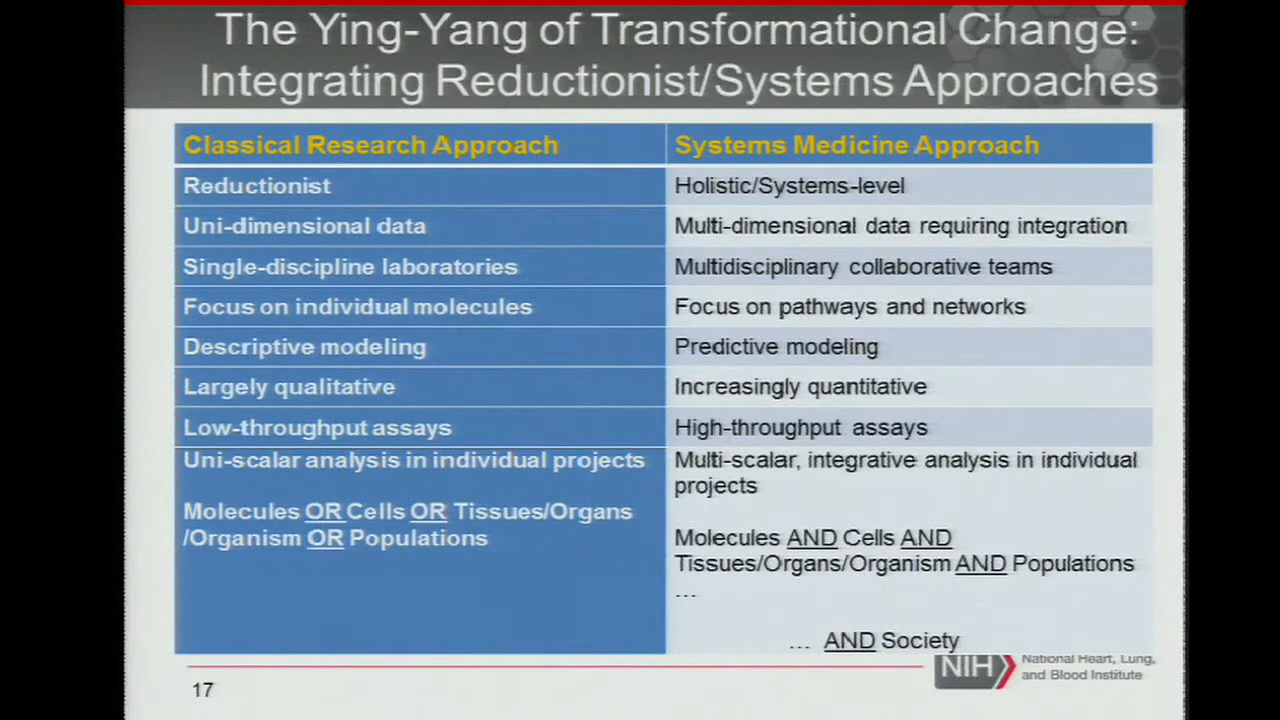 The Ying-Yang of Transformational Change:
Integrating Reductionist/Systems Approaches
Classical Research Approach
Systems Medicine Approach
Reductionist
Holistic/Systems-level
Uni-dimensional data
Multi-dimensional data requiring integration
Single-discipline laboratories
Multidisciplinary collaborative teams
Focus on individual molecules
Focus on pathways and networks
Descriptive modeling
Predictive modeling
Largely qualitative
Increasingly quantitative
Low-throughput assays
High-throughput assays
Uni-scalar analysis in individual projects
Molecules OR Cells OR Tissues/Organs
/Organism OR Populations
Multi-scalar, integrative analysis in individual
projects
Molecules AND Cells AND
Tissues/Organs/Organism AND Populations
...
... AND Society
NIH National Heart, Lung,
and Blood Institute
17